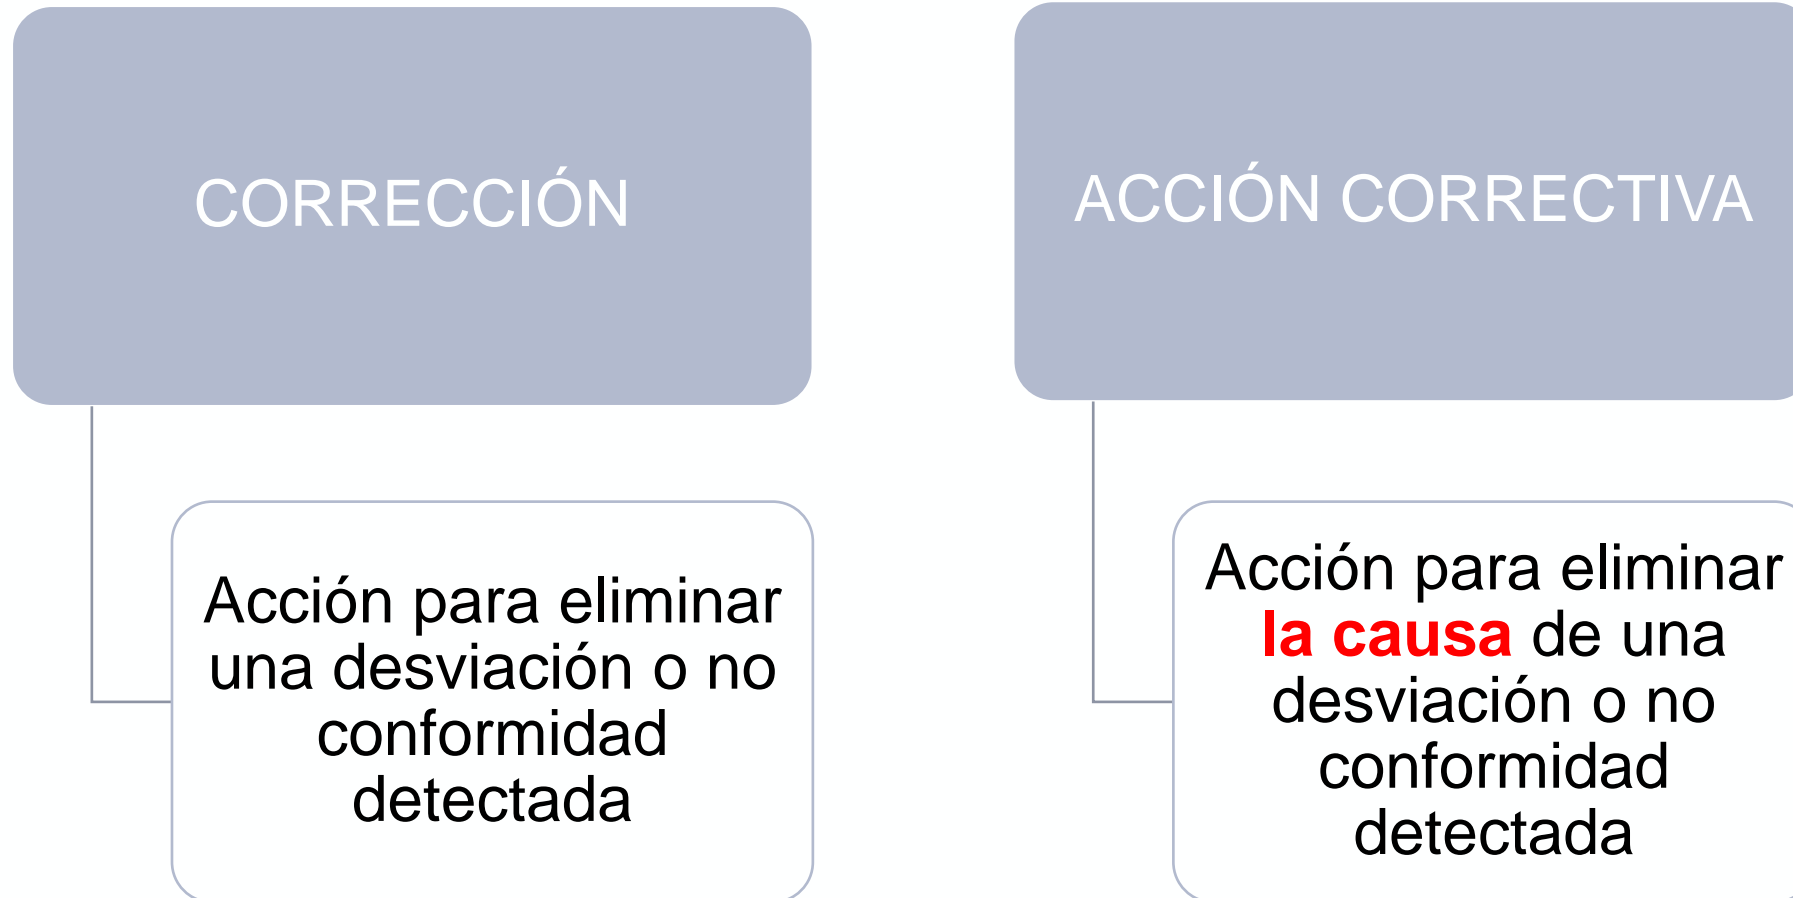 CORRECCIÓN
Acción para eliminar
una desviación o no
conformidad
detectada
ACCIÓN CORRECTIVA
Acción para eliminar
la causa de una
desviación o no
conformidad
detectada